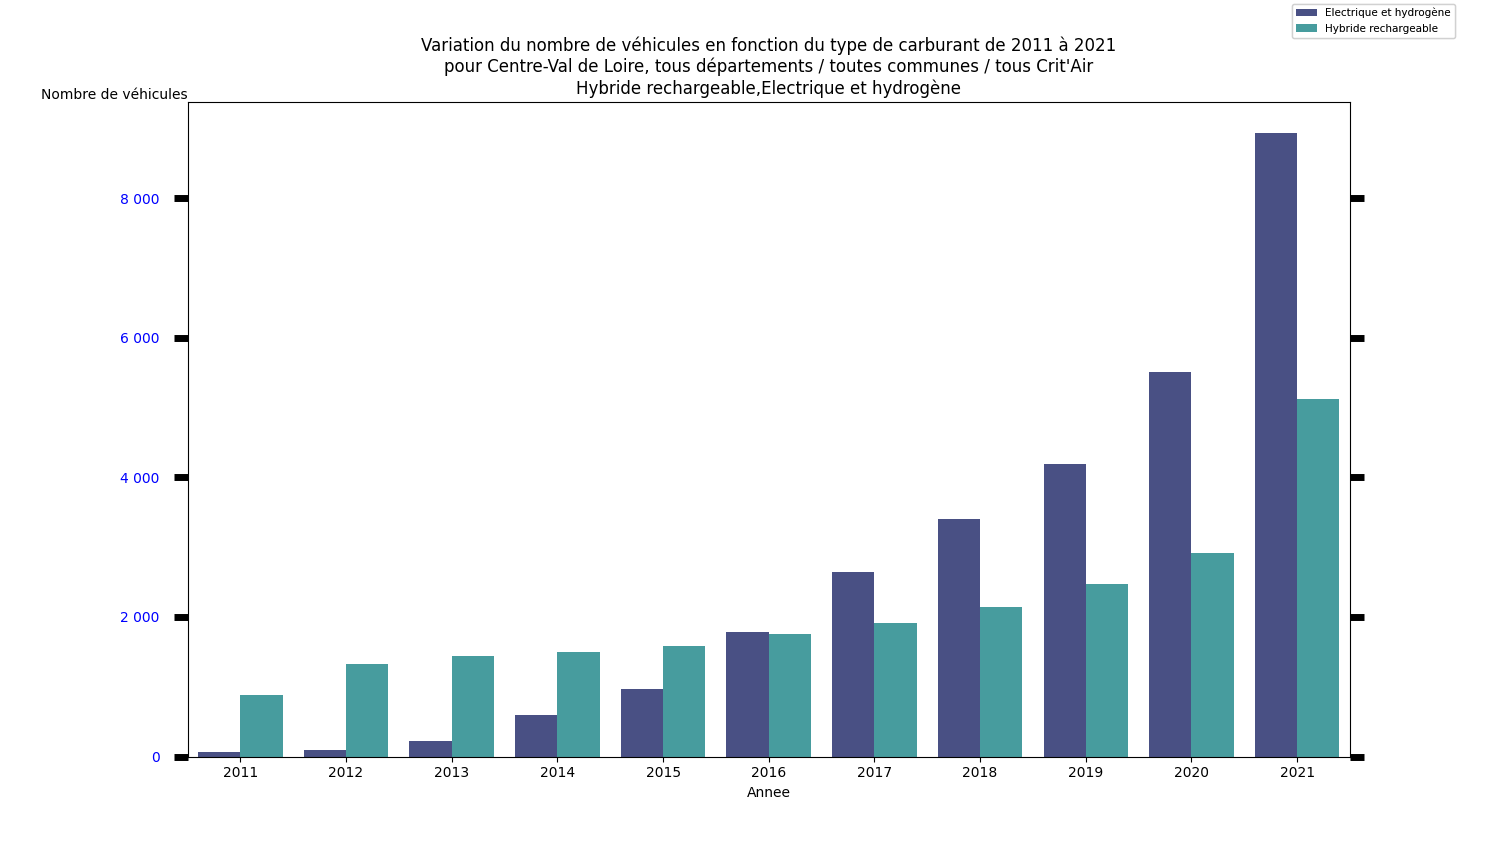 Electrique et hydrogène
Hybride rechargeable
Variation du nombre de véhicules en fonction du type de carburant de 2011 à 2021
pour Centre-Val de Loire, tous départements / toutes communes / tous Crit'Air
Hybride rechargeable,Electrique et hydrogène
Nombre de véhicules
8 000
6 000
4 000
2 000
0
2011 2012 2013 2014 2015 2016 2017 2018 2019 2020 2021
Annee